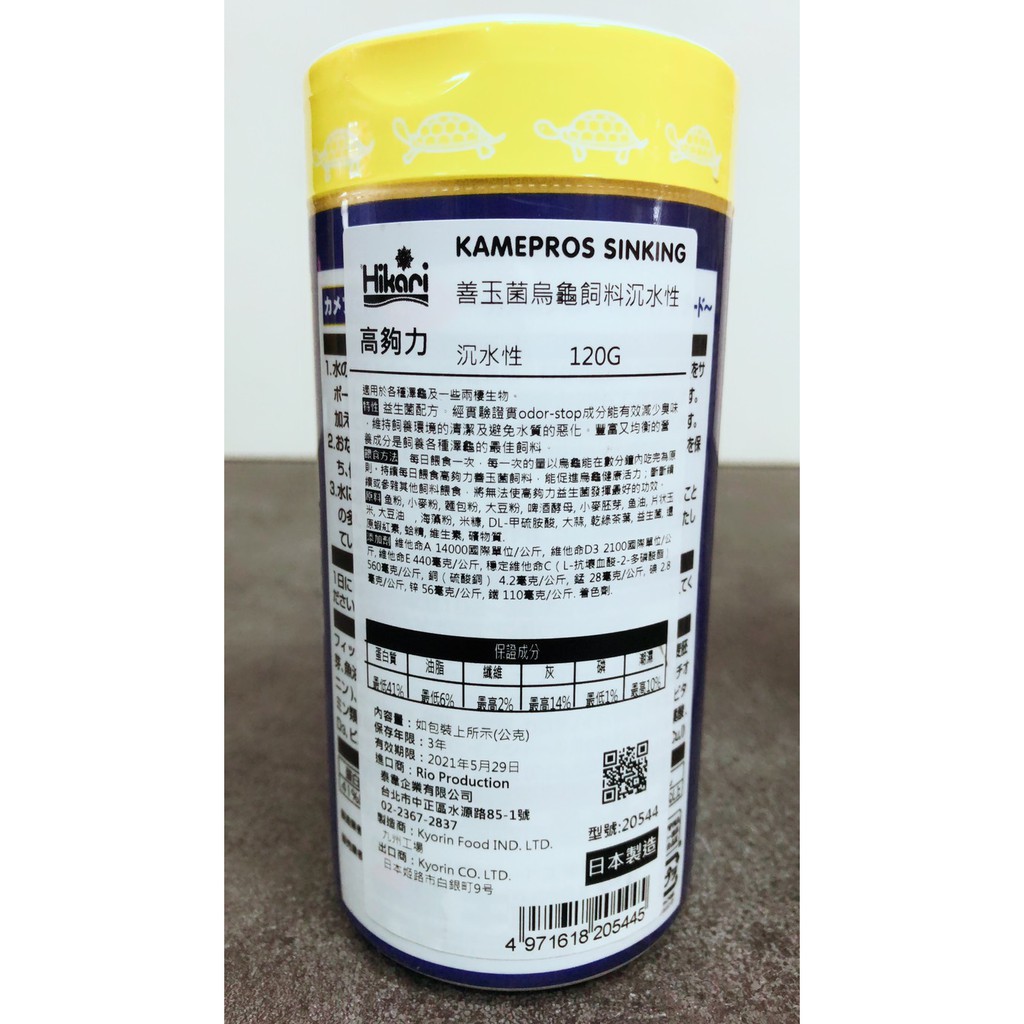 Hikari
高夠力
KAMEPROS SINKING
善玉菌烏龜飼料沉水性
沉水性 120G
適用於各種澤龜及一些兩棲生物。
特性 益生菌配方。經實驗證實odor-stop成分能有效減少臭味
，維持飼養環境的清潔及避免水質的惡化。豐富又均衡的營
養成分是飼養各種澤龜的最佳飼料。
餵食方法 每日餵食一次，每一次的量以烏龜能在數分鐘內吃完為原
則，持續每日餵食高夠力善玉菌飼料，能促進烏龜健康活力；斷斷續
續或參雜其他飼料餵食，將無法使高夠力益生菌發揮最好的功效。
原料 魚粉, 小麥粉, 麵包粉, 大豆粉, 啤酒酵母, 小麥胚芽, 魚油, 片狀玉
米, 大豆油 , 海藻粉, 米糠, DL-甲硫胺酸, 大蒜, 乾綠茶葉, 益生菌, 還
原蝦紅素, 蛤精, 維生素, 礦物質.
添加劑 維他命A 14000國際單位/公斤, 維他命D3 2100國際單位/公
斤, 維他命E 440毫克/公斤, 穩定維他命C（L-抗壞血酸-2-多磷酸酯）
560毫克/公斤, 銅（硫酸銅） 4.2毫克/公斤, 錳 28毫克/公斤, 碘 2.8
毫克/公斤, 锌 56毫克/公斤, 鐵 110毫克/公斤. 着色劑.
保證成分
蛋白質 油脂 纖維 灰 磷 潮濕
最低41% 最低6% 最高2% 最高14% 最低1% 最高10%
內容量：如包裝上所示(公克)
保存年限：3年
有效期限：2021年5月29日
進口商：Rio Production
泰霖企業有限公司
台北市中正區水源路85-1號
02-2367-2837
製造商：Kyorin Food IND. LTD.
九州工場
出口商：Kyorin CO. LTD.
日本姬路市白銀町9号
型號:20544
日本製造
4 971618 205445